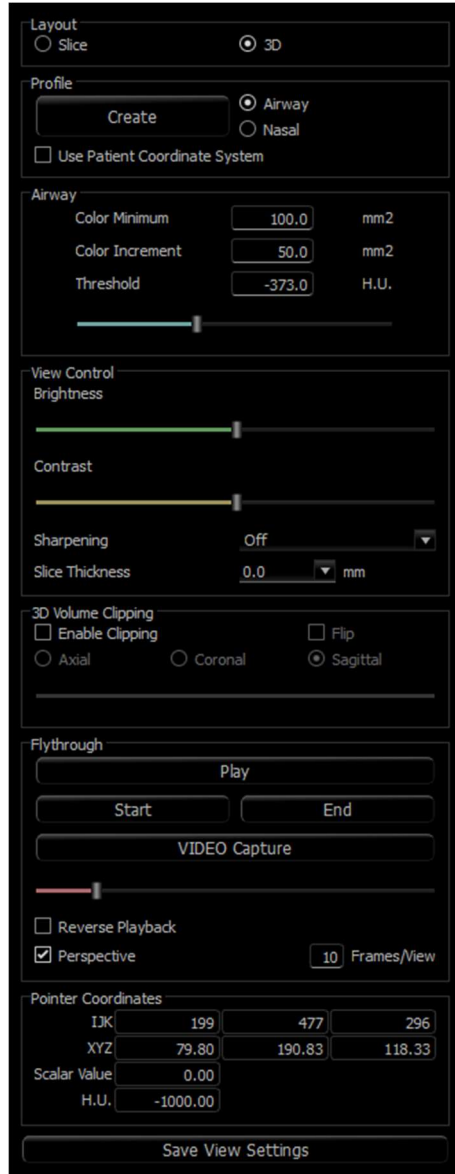 Layout
Slice 3D
Profile
Create Airway
Nasal
Use Patient Coordinate System
Airway
Color Minimum 100.0 mm2
Color Increment 50.0 mm2
Threshold -373.0 H.U.
View Control
Brightness
Contrast
Sharpening Off
Slice Thickness 0.0 mm
3D Volume Clipping
Enable Clipping Flip
Axial Coronal Sagittal
Flythrough
Play
Start End
VIDEO Capture
Reverse Playback
Perspective 10 Frames/View
Pointer Coordinates
IJK 199 477 296
XYZ 79.80 190.83 118.33
Scalar Value 0.00
H.U. -1000.00
Save View Settings